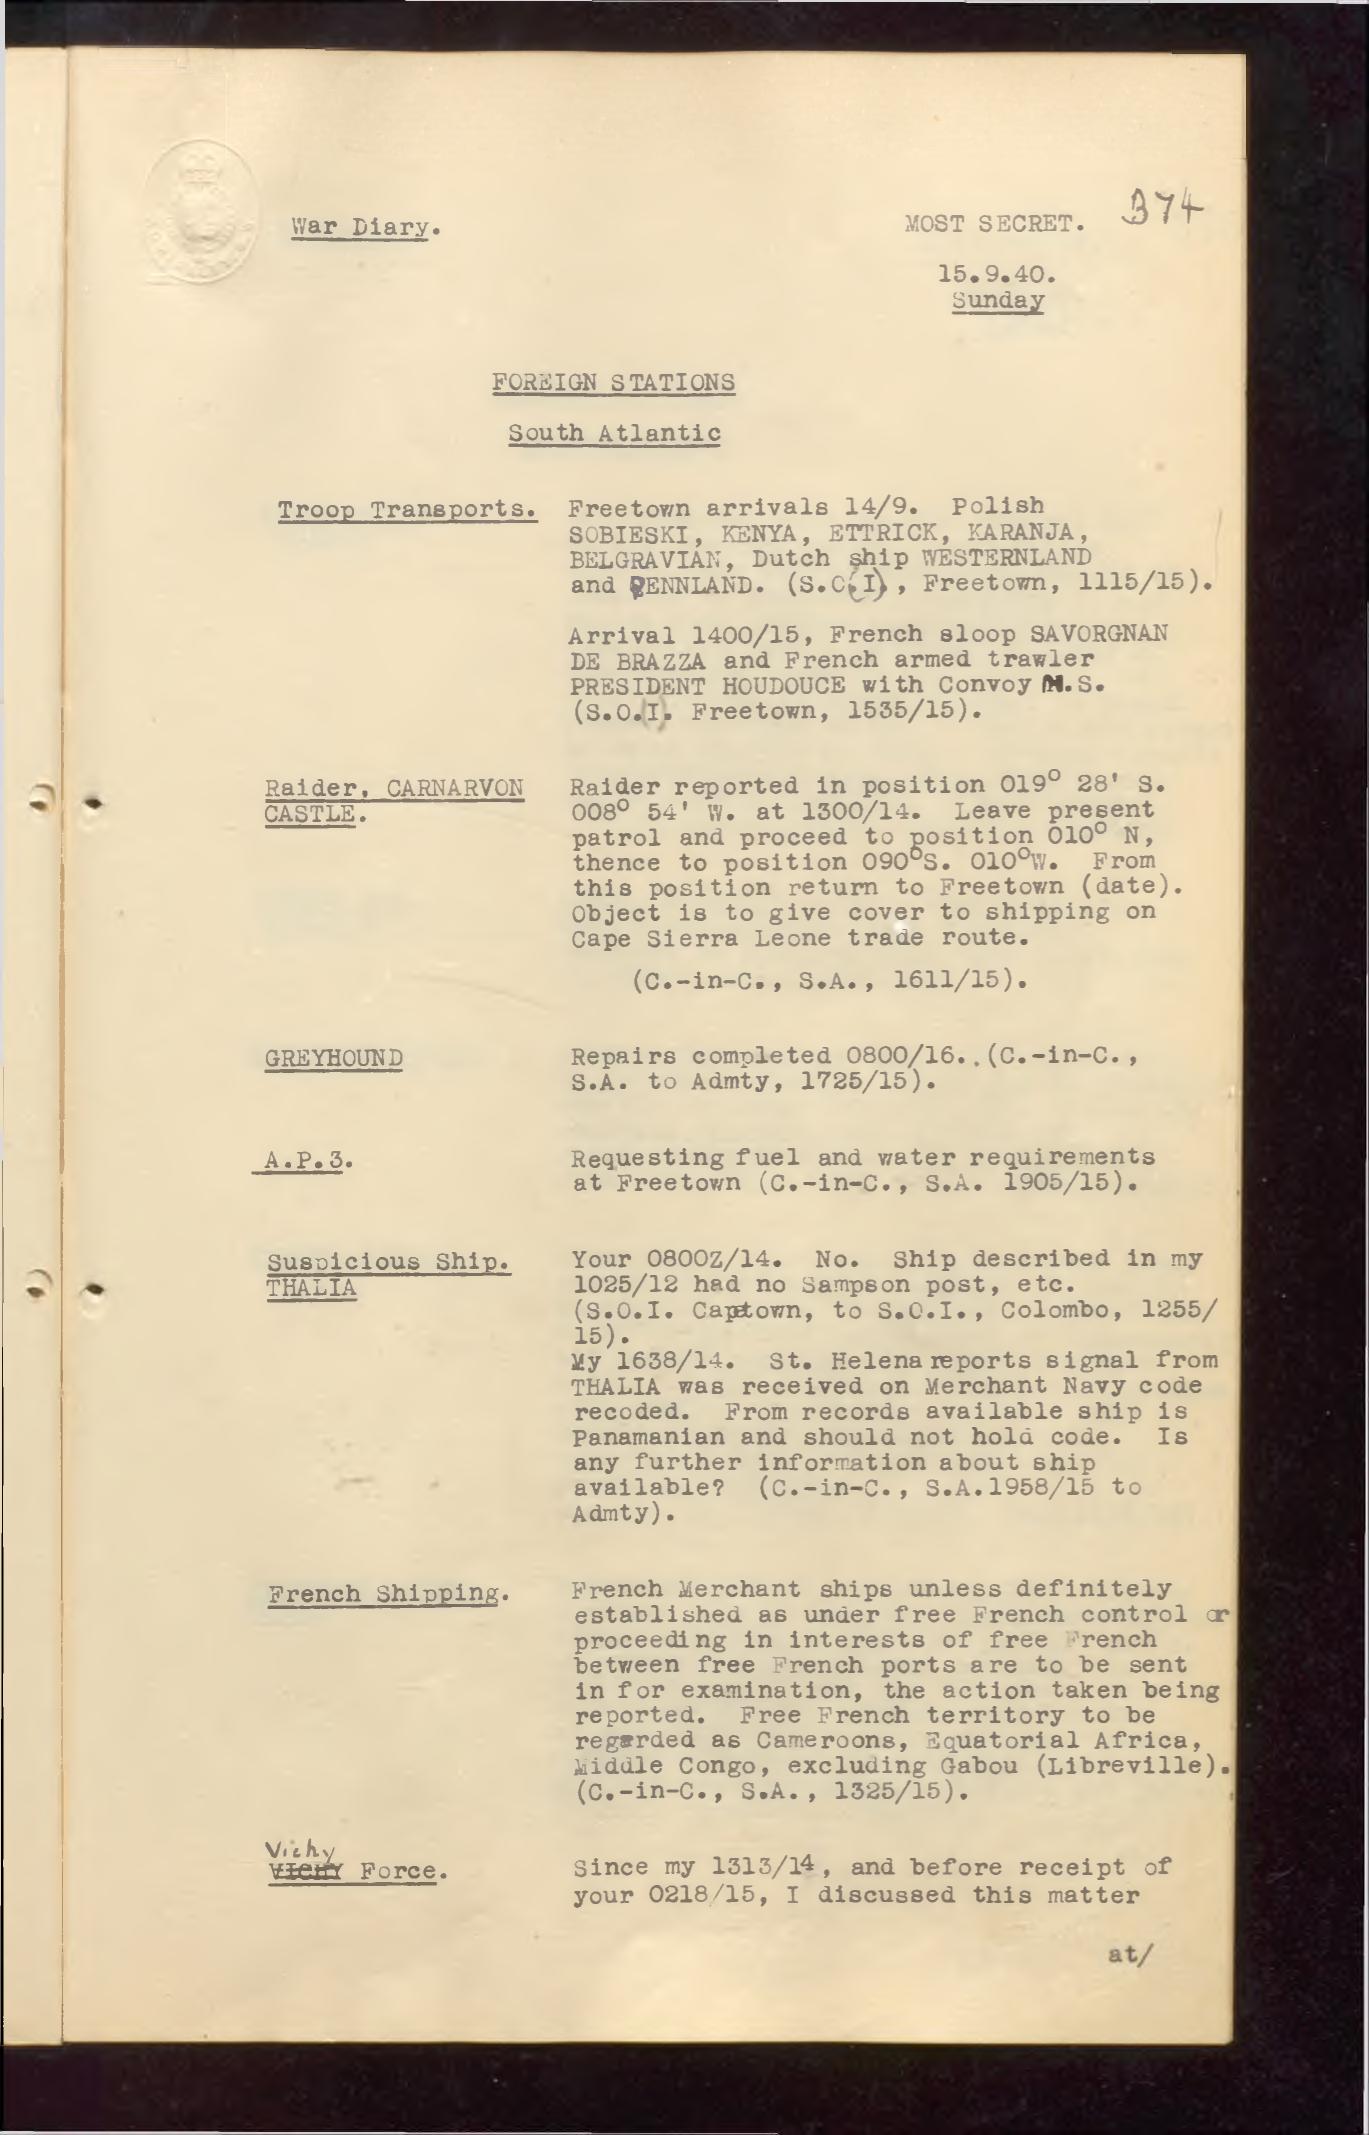 374
War Diary.
MOST SECRET.
15.9.40.
Sunday
FOREIGN STATIONS
South Atlantic
Troop Transports.
Freetown arrivals 14/9. Polish
SOBIESKI, KENYA, ETTRICK, KARANJA,
BELGRAVIAN, Dutch ship WESTERNLAND
and PENNLAND. (S.O.(I)., Freetown, 1115/15).
Arrival 1400/15, French sloop SAVORGNAN
DE BRAZZA and French armed trawler
PRESIDENT HOUDOUCE with Convoy M.S.
(S.O.(I). Freetown, 1535/15).
Raider, CARNARVON
CASTLE.
Raider reported in position 019° 28' S.
008° 54' W. at 1300/14. Leave present
patrol and proceed to position 010° N,
thence to position 090°S. 010°W. From
this position return to Freetown (date).
Object is to give cover to shipping on
Cape Sierra Leone trade route.
(C.-in-C., S.A., 1611/15).
GREYHOUND
Repairs completed 0800/16..(C.-in-C.,
S.A. to Admty, 1725/15).
A.P.3.
Requesting fuel and water requirements
at Freetown (C.-in-C., S.A. 1905/15).
Suspicious Ship.
THALIA
Your 0800Z/14. No. Ship described in my
1025/12 had no Sampson post, etc.
(S.O.I. Capetown, to S.O.I., Colombo, 1255/
15).
My 1638/14. St. Helena reports signal from
THALIA was received on Merchant Navy code
recoded. From records available ship is
Panamanian and should not hold code. Is
any further information about ship
available? (C.-in-C., S.A.1958/15 to
Admty).
French Shipping.
French Merchant ships unless definitely
established as under free French control or
proceeding in interests of free French
between free French ports are to be sent
in for examination, the action taken being
reported. Free French territory to be
regarded as Cameroons, Equatorial Africa,
Middle Congo, excluding Gabou (Libreville).
(C.-in-C., S.A., 1325/15).
Vichy
VICHY Force.
Since my 1313/14, and before receipt of
your 0218/15, I discussed this matter
at/